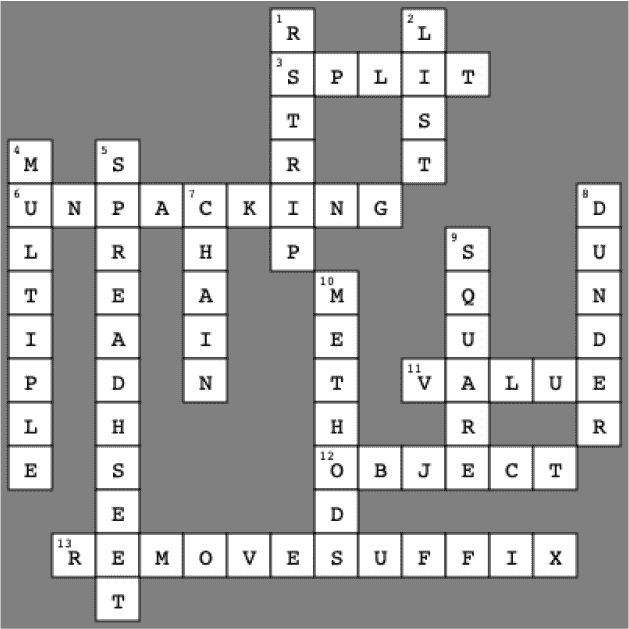 1 R 2 L
3 S P L I T
T S
4 M 5 S R T
6 U N P A 7 C K I N G 8 D
L R H P 9 S U
T E A 10 M Q N
I A I E U D
P D N T 11 V A L U E
L H H R R
E S 12 O B J E C T
E D
13 R E M O V E S U F F I X
T